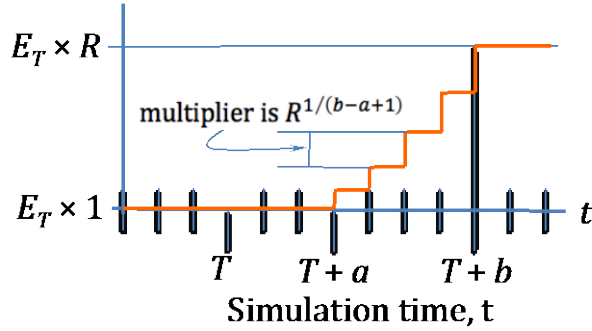 E_T × R
multiplier is R^{1/(b−a+1)}
E_T × 1
t
T
T + a
T + b
Simulation time, t